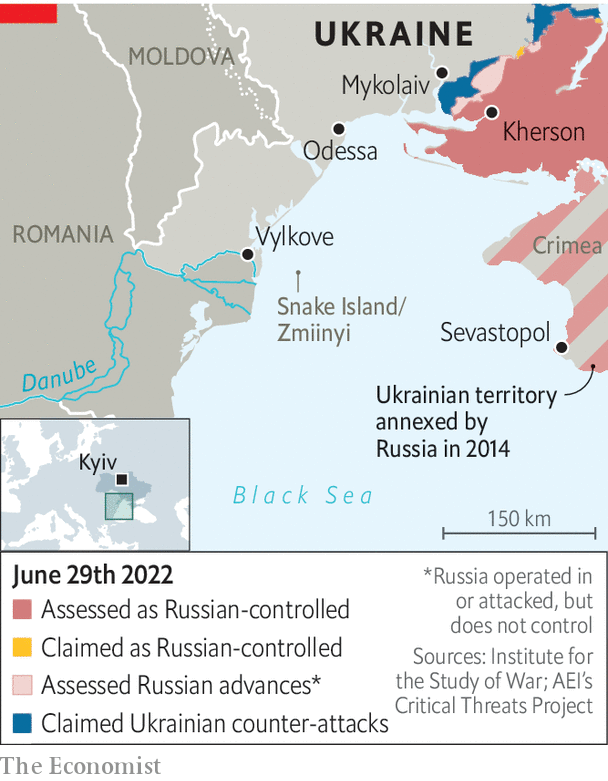 UKRAINE
MOLDOVA
Mykolaiv
Kherson
Odessa
ROMANIA
Vylkove
Crimea
Snake Island/
Zmiinyi
Sevastopol
Danube
Ukrainian territory
annexed by
Russia in 2014
Kyiv
Black Sea
150 km
June 29th 2022
Assessed as Russian-controlled
Claimed as Russian-controlled
Assessed Russian advances*
Claimed Ukrainian counter-attacks
*Russia operated in
or attacked, but
does not control
Sources: Institute for
the Study of War; AEI’s
Critical Threats Project
The Economist